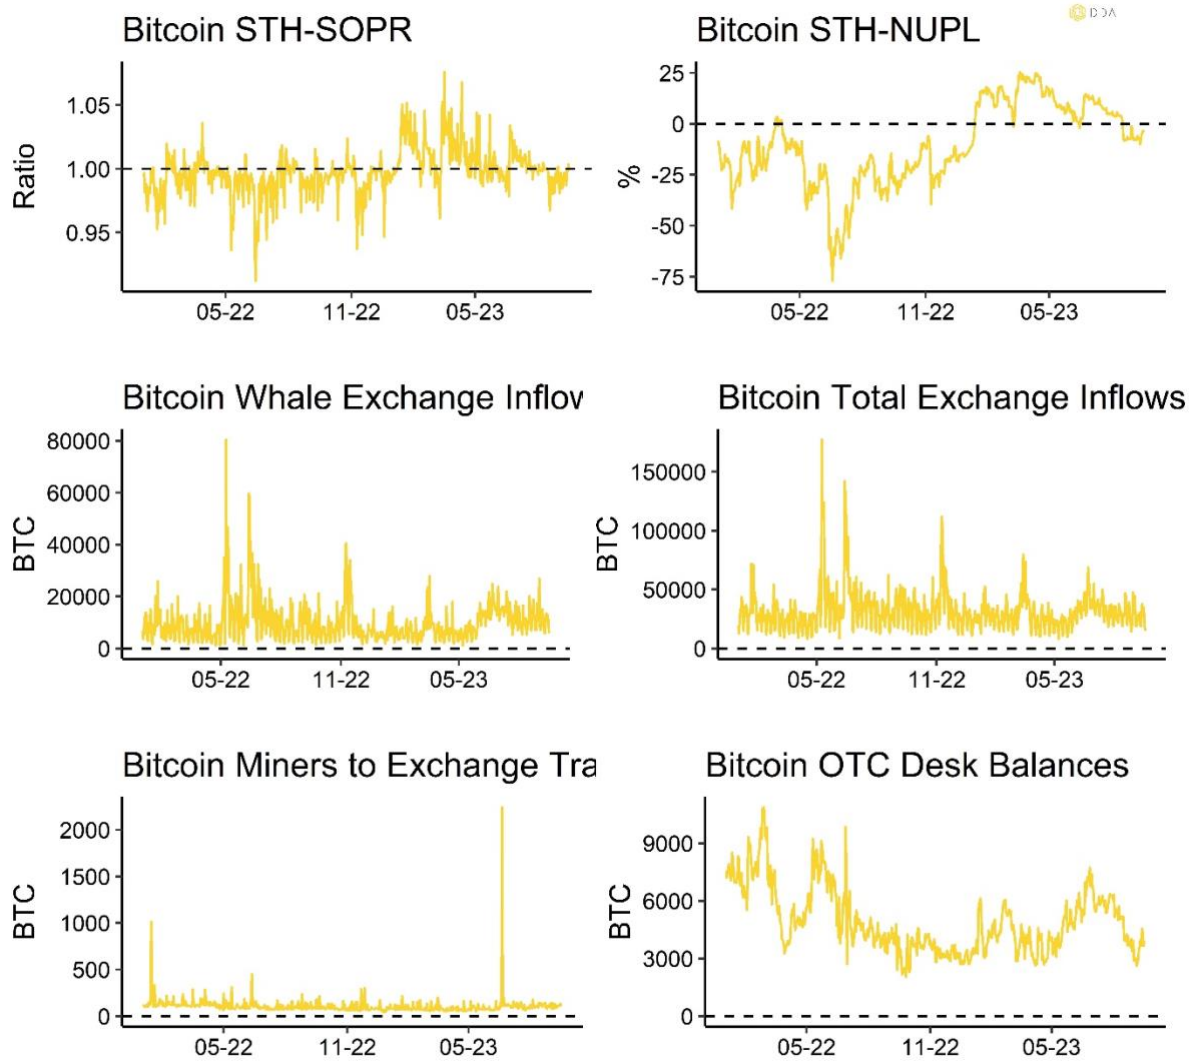 DDA
Bitcoin STH-SOPR
Ratio
1.05
1.00
0.95
05-22 11-22 05-23
Bitcoin STH-NUPL
%
25
0
-25
-50
-75
05-22 11-22 05-23
Bitcoin Whale Exchange Inflow
BTC
80000
60000
40000
20000
0
05-22 11-22 05-23
Bitcoin Total Exchange Inflows
BTC
150000
100000
50000
0
05-22 11-22 05-23
Bitcoin Miners to Exchange Tra
BTC
2000
1500
1000
500
0
05-22 11-22 05-23
Bitcoin OTC Desk Balances
BTC
9000
6000
3000
0
05-22 11-22 05-23